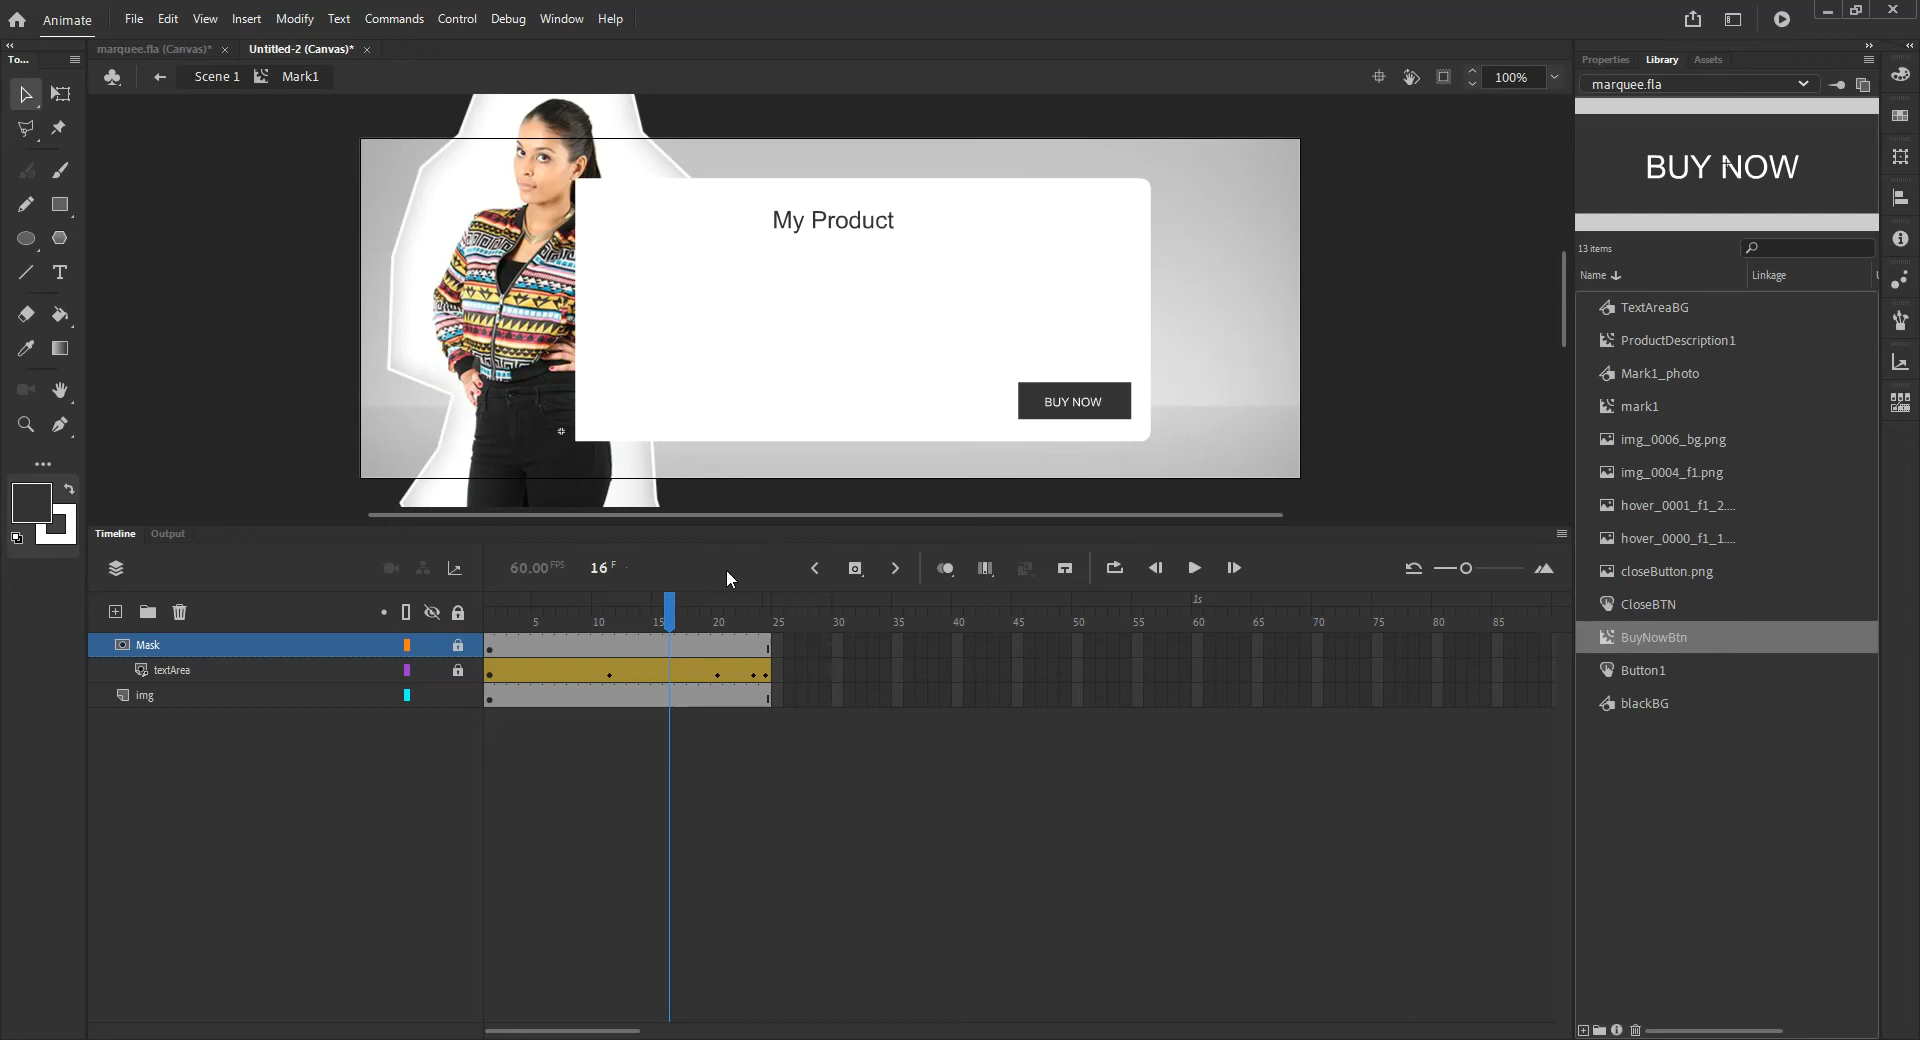 Animate File Edit View Insert Modify Text Commands Control Debug Window Help
marquee.fla (Canvas)* × Untitled-2 (Canvas)* ×
To...
Scene 1 Mark1 100%
Properties Library Assets
marquee.fla
BUY NOW
My Product
BUY NOW
13 items
Name Linkage
TextAreaBG
ProductDescription1
Mark1_photo
mark1
img_0006_bg.png
img_0004_f1.png
hover_0001_f1_2....
hover_0000_f1_1....
closeButton.png
CloseBTN
BuyNowBtn
Button1
blackBG
Timeline Output
60.00 FPS 16 F
1s
5 10 15 20 25 30 35 40 45 50 55 60 65 70 75 80 85
Mask
textArea
img